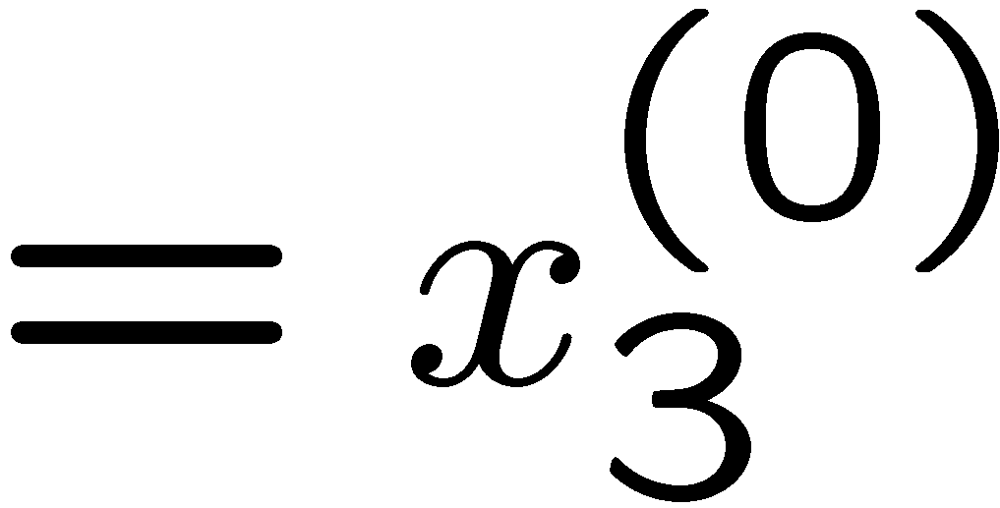 = x_3^{(0)}